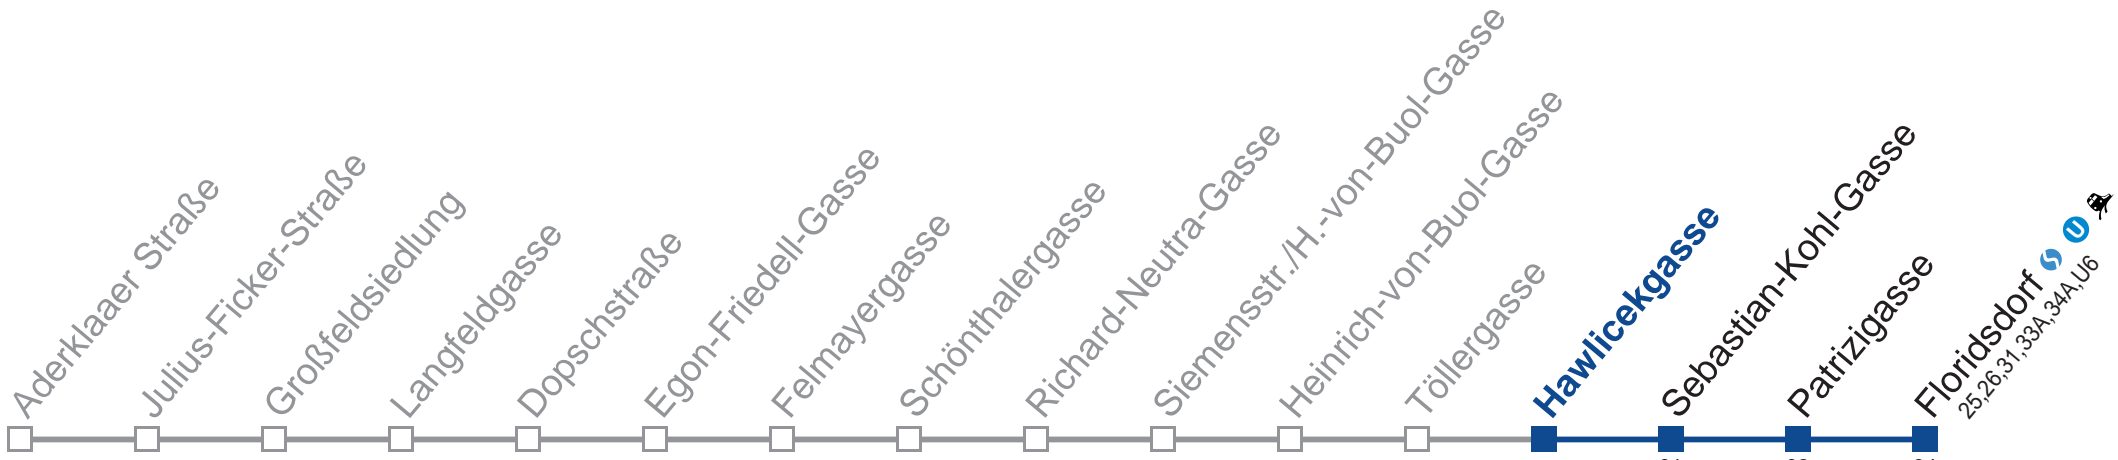 Aderklaaer Straße
Julius-Ficker-Straße
Großfeldsiedlung
Langfeldgasse
Dopschstraße
Egon-Friedell-Gasse
Felmayergasse
Schönthalergasse
Richard-Neutra-Gasse
Siemensstr./H.-von-Buol-Gasse
Heinrich-von-Buol-Gasse
Töllergasse
Hawlicekgasse
Sebastian-Kohl-Gasse
Patrizigasse
Floridsdorf S U
25,26,31,33A,34A,U6